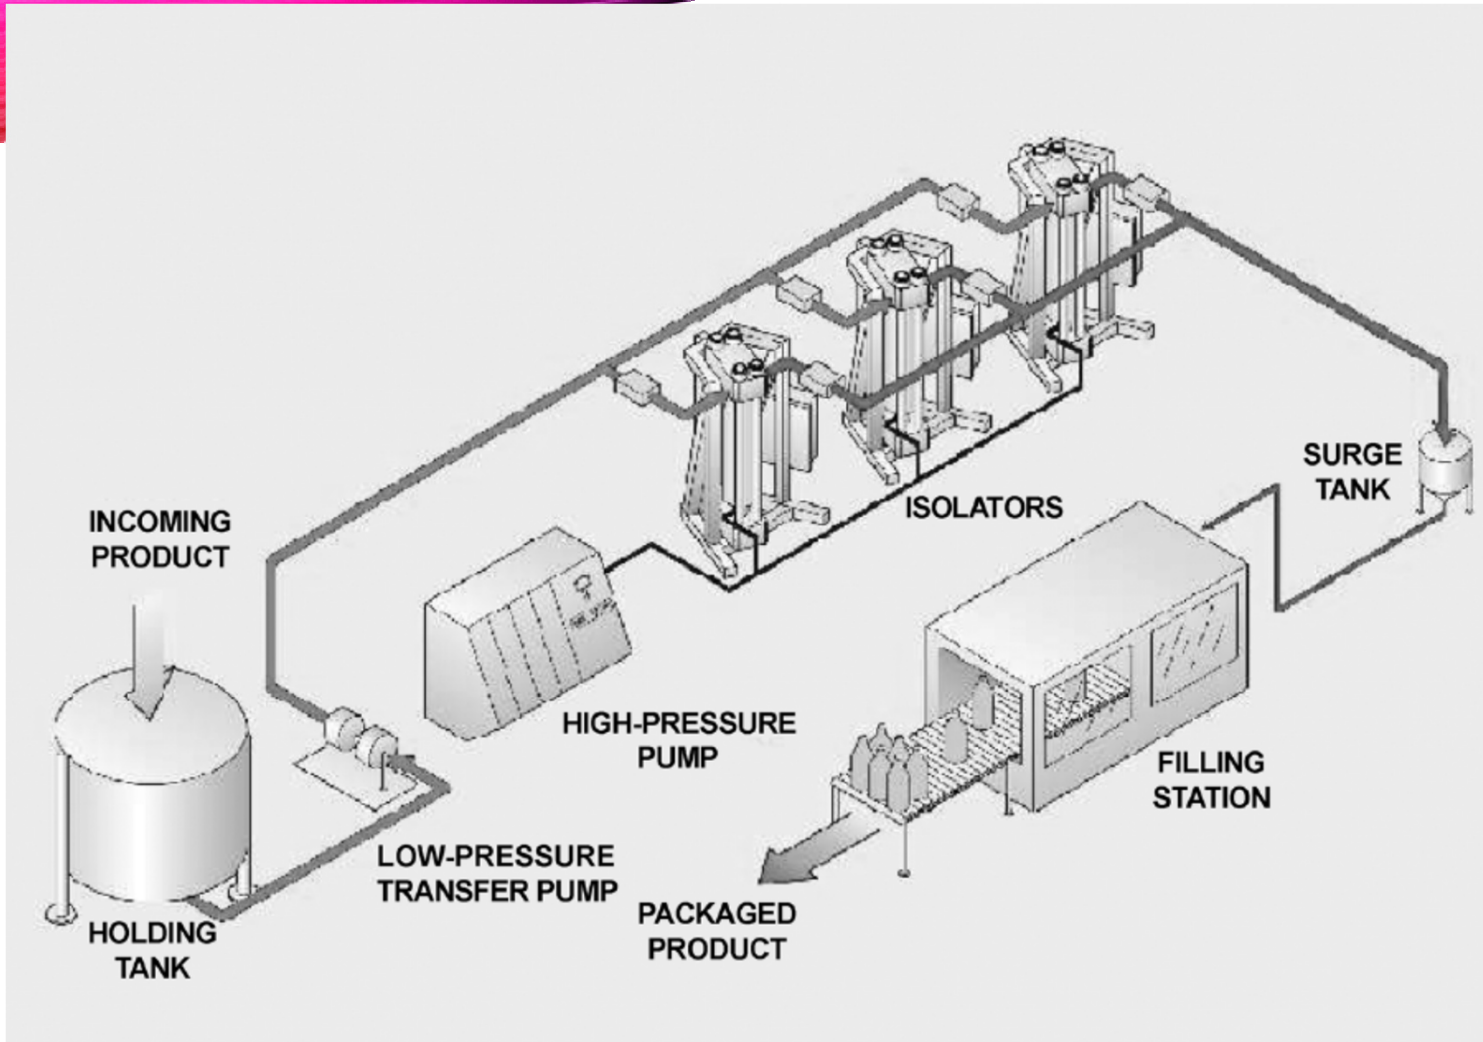 INCOMING
PRODUCT
HOLDING
TANK
LOW-PRESSURE
TRANSFER PUMP
HIGH-PRESSURE
PUMP
ISOLATORS
SURGE
TANK
FILLING
STATION
PACKAGED
PRODUCT